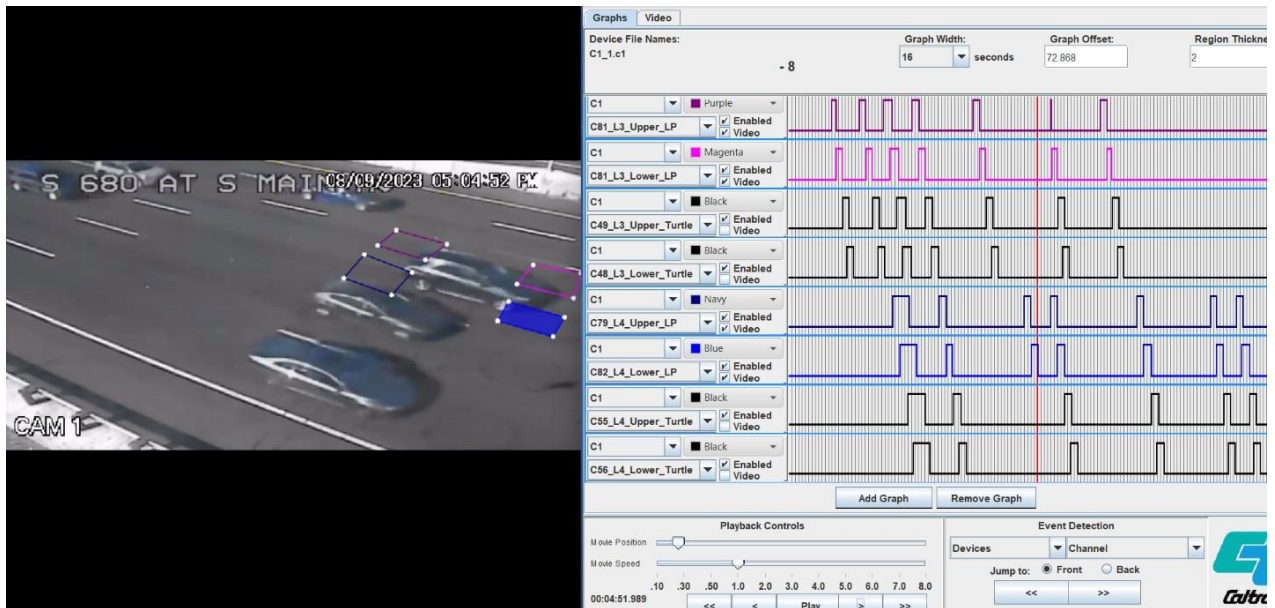 S 680 AT S MAIN
08/09/2023 05:04:52
CAM 1
Graphs Video
Device File Names:
C1_1.c1
- 8
Graph Width:
16 seconds
Graph Offset:
72.868
Region Thickne
2
C1 Purple
C81_L3_Upper_LP Enabled
Video
C1 Magenta
C81_L3_Lower_LP Enabled
Video
C1 Black
C49_L3_Upper_Turtle Enabled
Video
C1 Black
C48_L3_Lower_Turtle Enabled
Video
C1 Navy
C79_L4_Upper_LP Enabled
Video
C1 Blue
C82_L4_Lower_LP Enabled
Video
C1 Black
C55_L4_Upper_Turtle Enabled
Video
C1 Black
C56_L4_Lower_Turtle Enabled
Video
Add Graph Remove Graph
Playback Controls
Movie Position
Movie Speed
.10 .30 .50 1.0 2.0 3.0 4.0 5.0 6.0 7.0 8.0
00:04:51.989
<< < Play > >>
Event Detection
Devices Channel
Jump to: Front Back
<< >>
Caltra